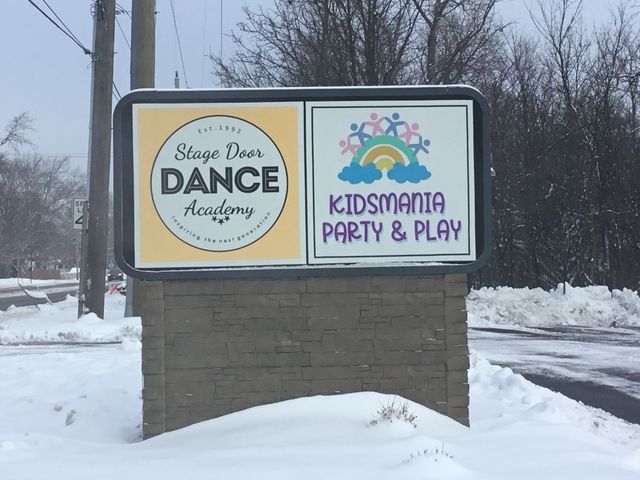 Est. 1992
Stage Door
DANCE
Academy
inspiring the next generation
KIDSMANIA
PARTY & PLAY